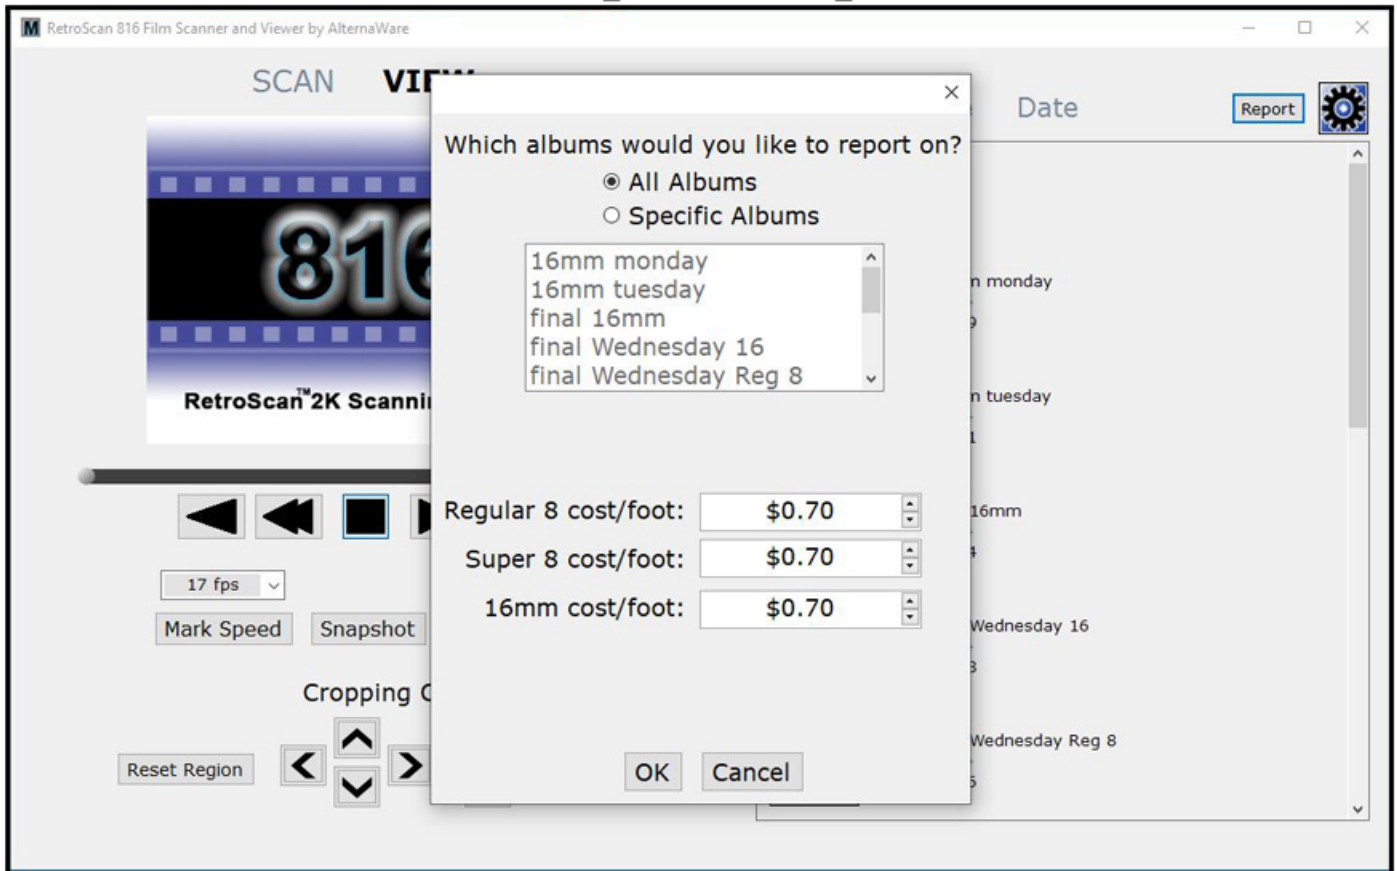 RetroScan 816 Film Scanner and Viewer by AlternaWare
SCAN VIEW
Date
Report
Which albums would you like to report on?
All Albums
Specific Albums
16mm monday
16mm tuesday
final 16mm
final Wednesday 16
final Wednesday Reg 8
816
RetroScan™2K
Regular 8 cost/foot: $0.70
Super 8 cost/foot: $0.70
16mm cost/foot: $0.70
OK Cancel
17 fps
Mark Speed Snapshot
Cropping
Reset Region
monday
tuesday
16mm
Wednesday 16
Wednesday Reg 8